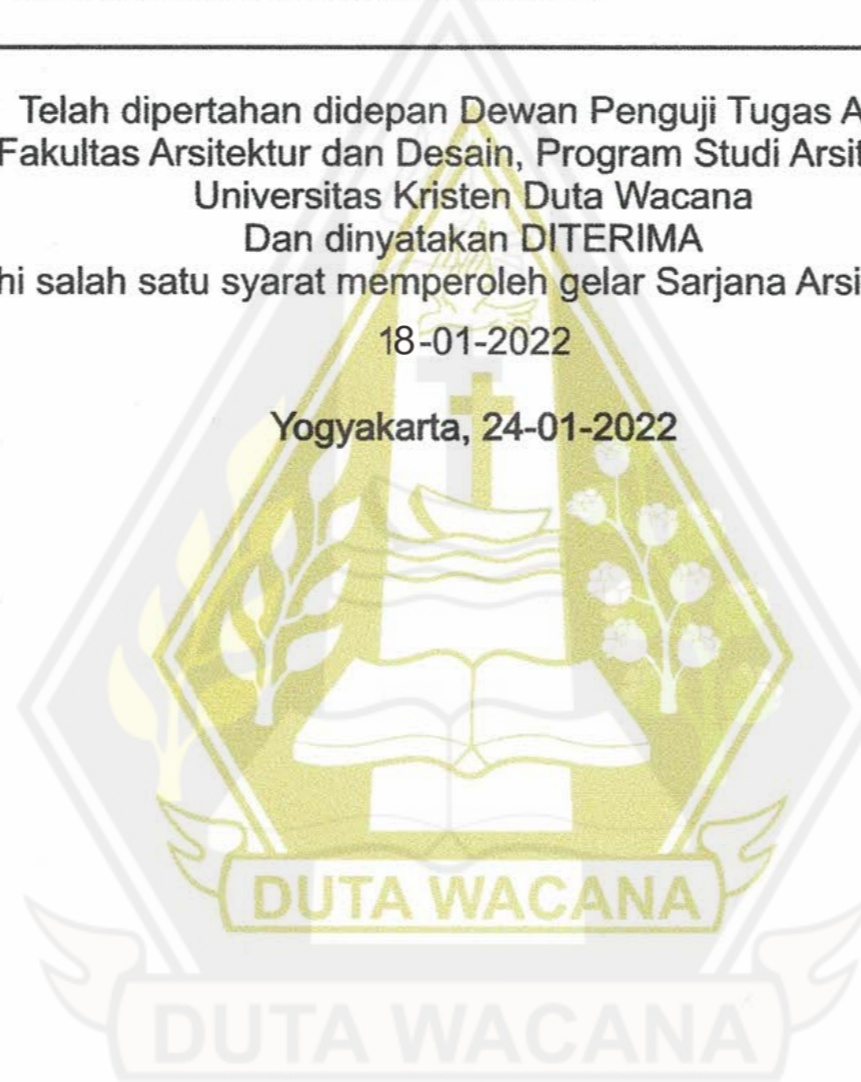 Telah dipertahan didepan Dewan Penguji Tugas A
Fakultas Arsitektur dan Desain, Program Studi Arsit
Universitas Kristen Duta Wacana
Dan dinyatakan DITERIMA
hi salah satu syarat memperoleh gelar Sarjana Arsi
18-01-2022
Yogyakarta, 24-01-2022
DUTA WACANA
DUTA WACANA